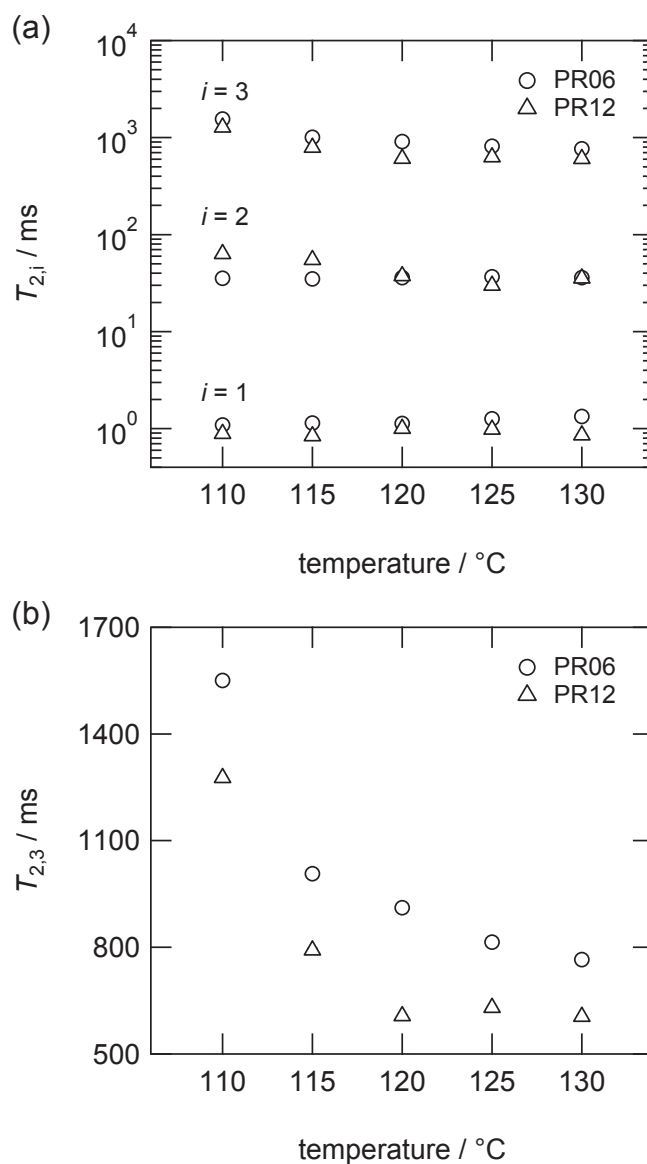 (a)
10⁴
10³
10²
10¹
10⁰
T2,i / ms
i = 3
i = 2
i = 1
PR06
PR12
110 115 120 125 130
temperature / °C
(b)
1700
1400
1100
800
500
T2,3 / ms
PR06
PR12
110 115 120 125 130
temperature / °C